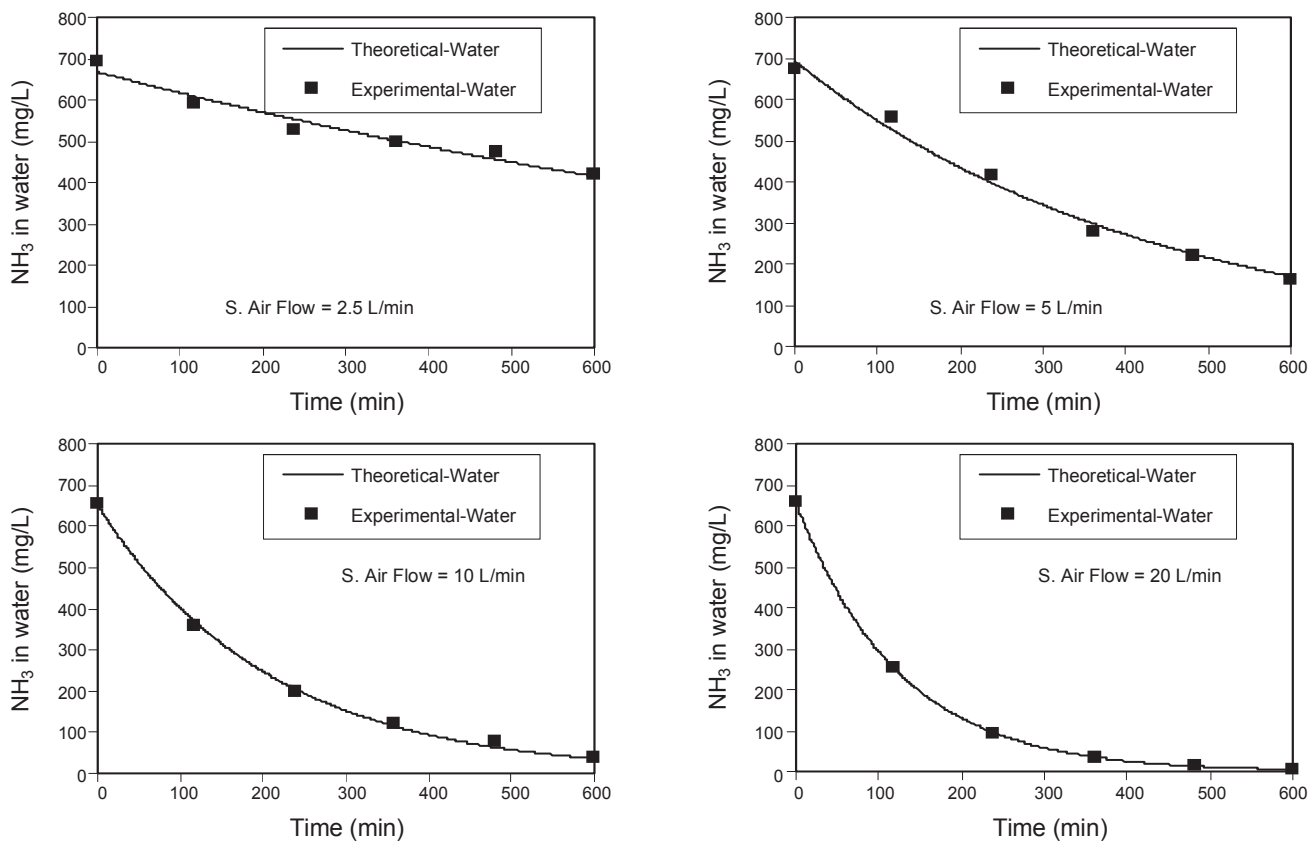 800
700
600
500
400
300
200
100
0
NH3 in water (mg/L)
Theoretical-Water
Experimental-Water
S. Air Flow = 2.5 L/min
0 100 200 300 400 500 600
Time (min)
800
700
600
500
400
300
200
100
0
NH3 in water (mg/L)
Theoretical-Water
Experimental-Water
S. Air Flow = 5 L/min
0 100 200 300 400 500 600
Time (min)
800
700
600
500
400
300
200
100
0
NH3 in water (mg/L)
Theoretical-Water
Experimental-Water
S. Air Flow = 10 L/min
0 100 200 300 400 500 600
Time (min)
800
700
600
500
400
300
200
100
0
NH3 in water (mg/L)
Theoretical-Water
Experimental-Water
S. Air Flow = 20 L/min
0 100 200 300 400 500 600
Time (min)